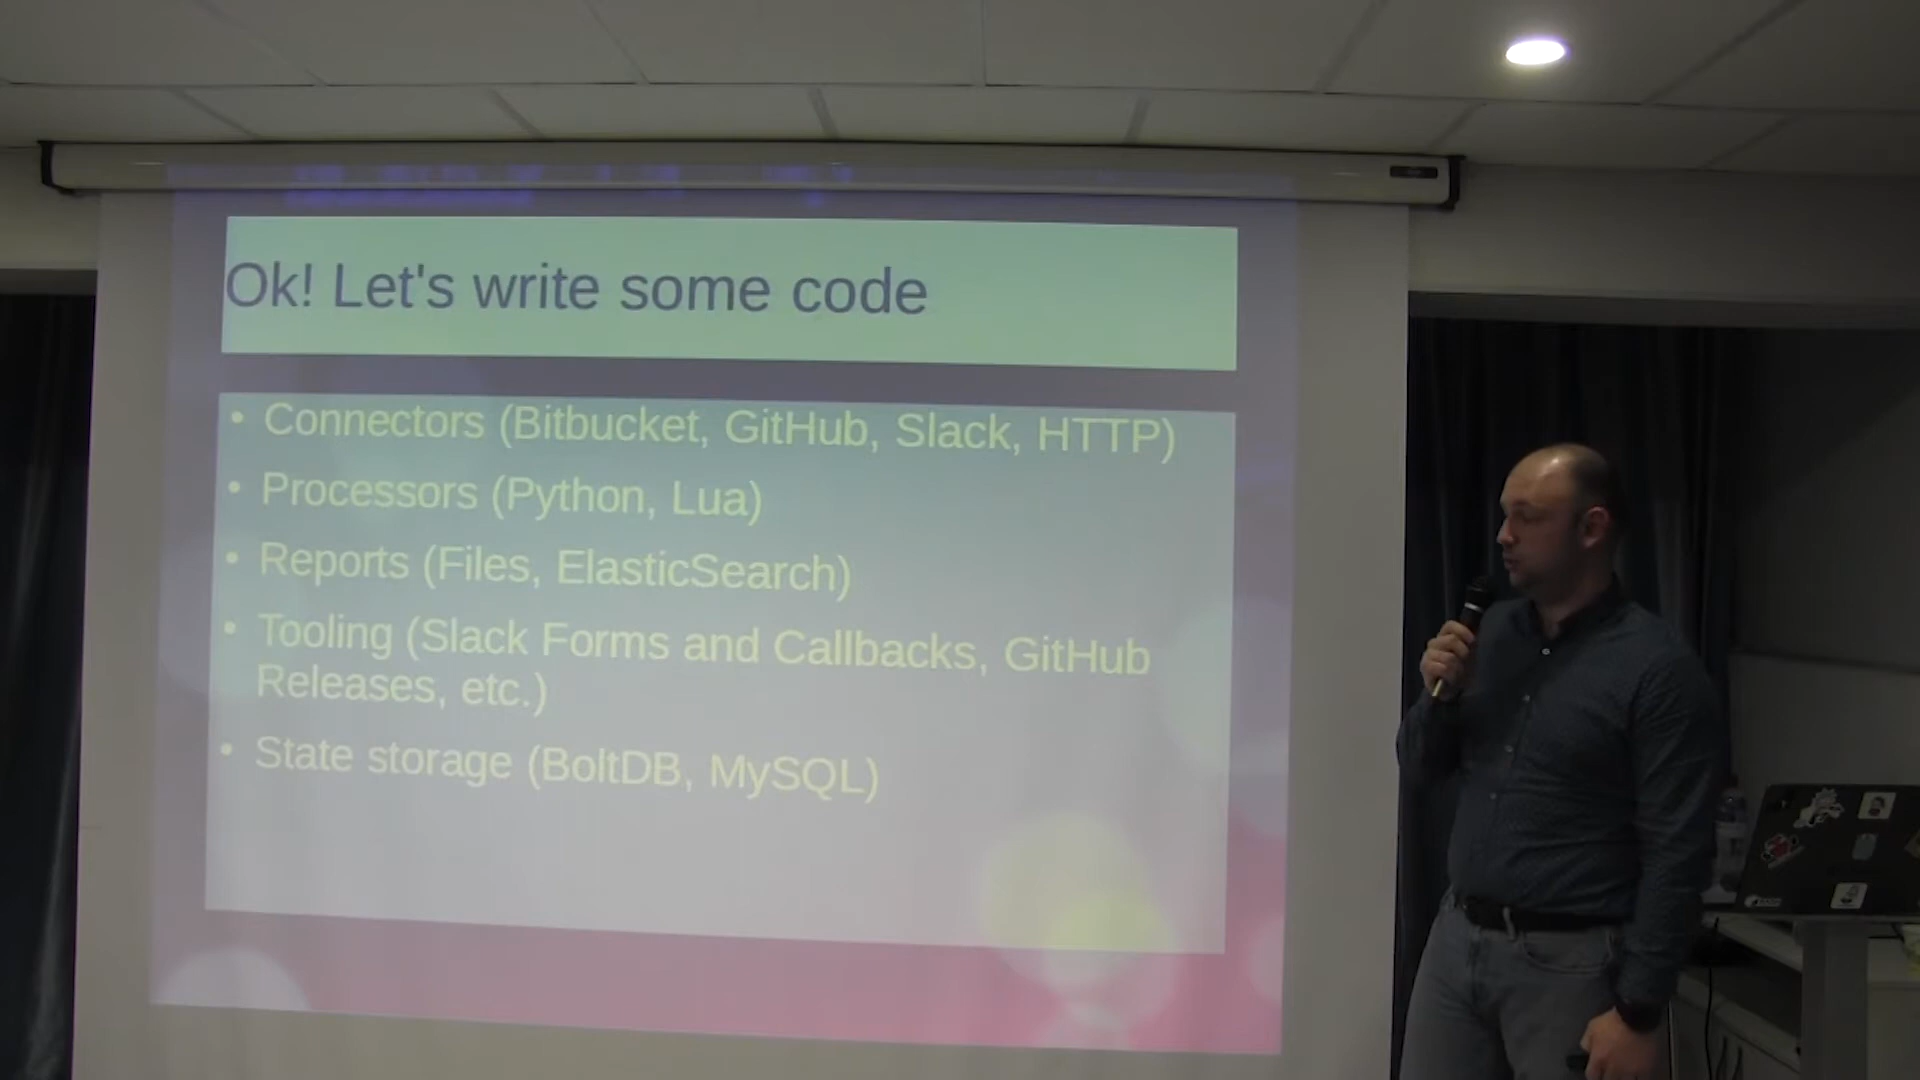 Ok! Let's write some code
• Connectors (Bitbucket, GitHub, Slack, HTTP)
• Processors (Python, Lua)
• Reports (Files, ElasticSearch)
• Tooling (Slack Forms and Callbacks, GitHub
Releases, etc.)
• State storage (BoltDB, MySQL)